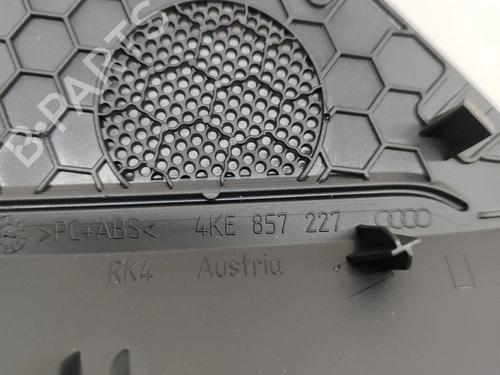 B-PARTS
>PC+ABS< 4KE 857 227
RK4 Austria